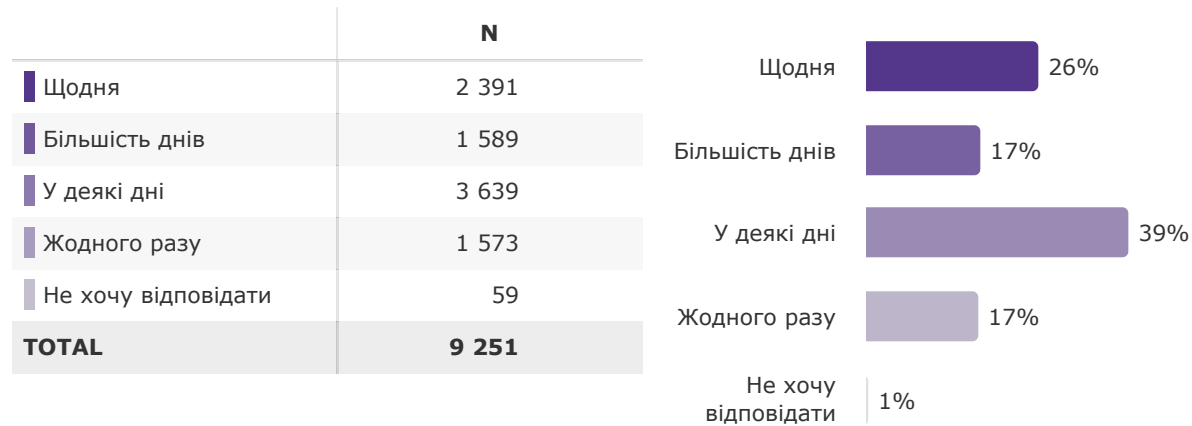 N
Щодня 2 391
Більшість днів 1 589
У деякі дні 3 639
Жодного разу 1 573
Не хочу відповідати 59
TOTAL 9 251
Щодня 26%
Більшість днів 17%
У деякі дні 39%
Жодного разу 17%
Не хочу
відповідати 1%